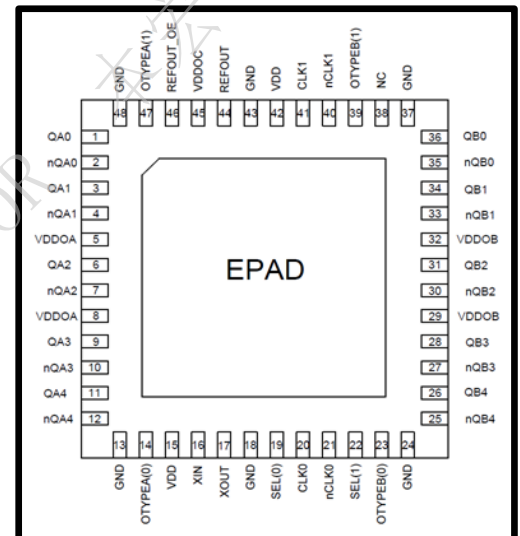 GND OTYPEA(1) REFOUT_OE VDDOC REFOUT GND VDD CLK1 nCLK1 OTYPEB(1) NC GND
48 47 46 45 44 43 42 41 40 39 38 37
QA0 1 36 QB0
nQA0 2 35 nQB0
QA1 3 34 QB1
nQA1 4 33 nQB1
VDDOA 5 32 VDDOB
QA2 6 31 QB2
EPAD
nQA2 7 30 nQB2
VDDOA 8 29 VDDOB
QA3 9 28 QB3
nQA3 10 27 nQB3
QA4 11 26 QB4
nQA4 12 25 nQB4
13 14 15 16 17 18 19 20 21 22 23 24
GND OTYPEA(0) VDD XIN XOUT GND SEL(0) CLK0 nCLK0 SEL(1) OTYPEB(0) GND